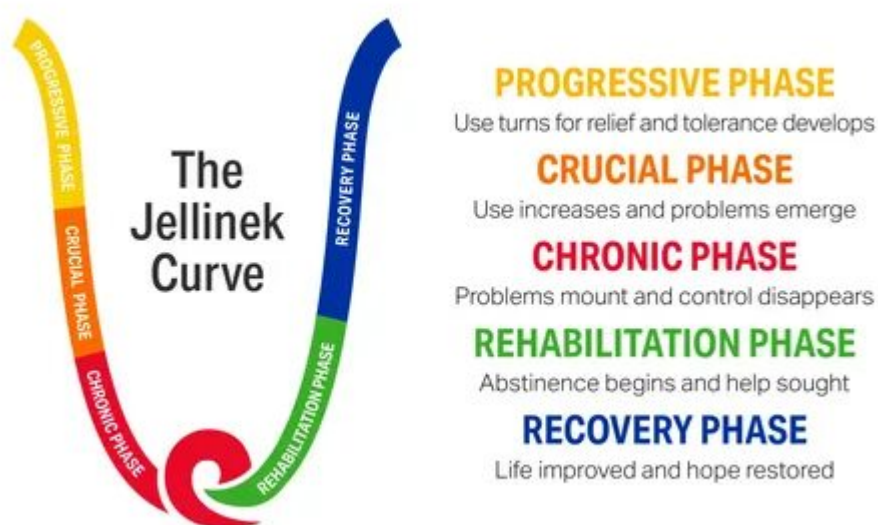 PROGRESSIVE PHASE
CRUCIAL PHASE
CHRONIC PHASE
REHABILITATION PHASE
RECOVERY PHASE
The
Jellinek
Curve
PROGRESSIVE PHASE
Use turns for relief and tolerance develops
CRUCIAL PHASE
Use increases and problems emerge
CHRONIC PHASE
Problems mount and control disappears
REHABILITATION PHASE
Abstinence begins and help sought
RECOVERY PHASE
Life improved and hope restored